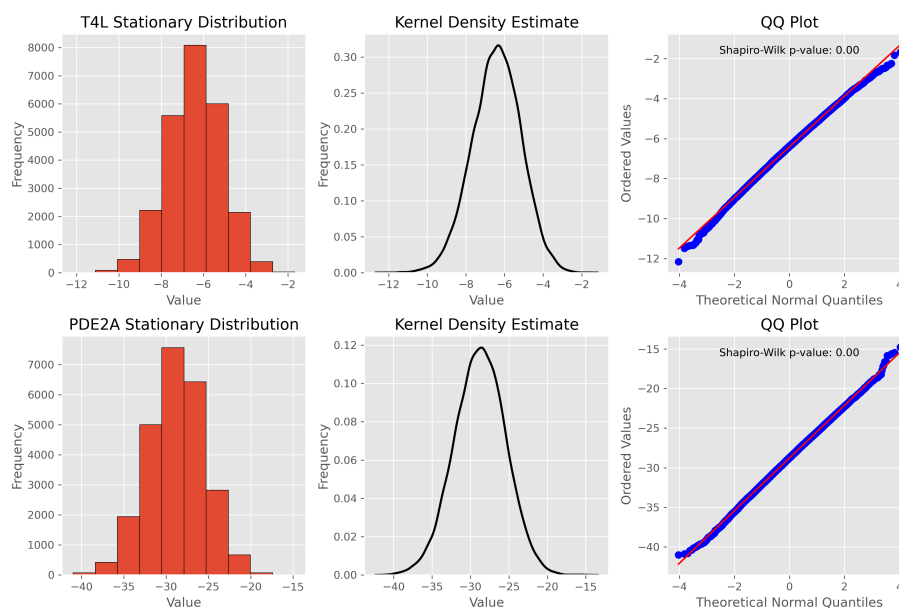 T4L Stationary Distribution
Frequency
8000
7000
6000
5000
4000
3000
2000
1000
0
−12 −10 −8 −6 −4 −2
Value
Kernel Density Estimate
Frequency
0.30
0.25
0.20
0.15
0.10
0.05
0.00
−12 −10 −8 −6 −4 −2
Value
QQ Plot
Shapiro-Wilk p-value: 0.00
Ordered Values
−2
−4
−6
−8
−10
−12
−4 −2 0 2 4
Theoretical Normal Quantiles
PDE2A Stationary Distribution
Frequency
7000
6000
5000
4000
3000
2000
1000
0
−40 −35 −30 −25 −20 −15
Value
Kernel Density Estimate
Frequency
0.12
0.10
0.08
0.06
0.04
0.02
0.00
−40 −35 −30 −25 −20 −15
Value
QQ Plot
Shapiro-Wilk p-value: 0.00
Ordered Values
−15
−20
−25
−30
−35
−40
−4 −2 0 2 4
Theoretical Normal Quantiles